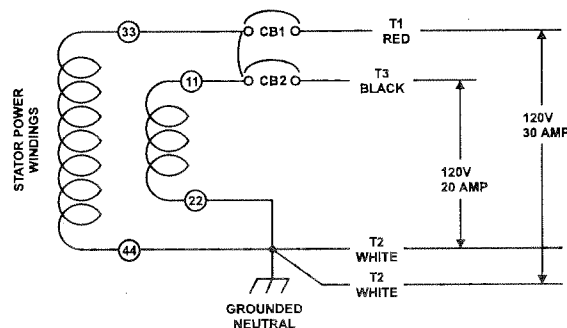 33
CB1
T1
RED
11
CB2
T3
BLACK
STATOR POWER
WINDINGS
120V
30 AMP
120V
20 AMP
22
44
T2
WHITE
T2
WHITE
GROUNDED
NEUTRAL